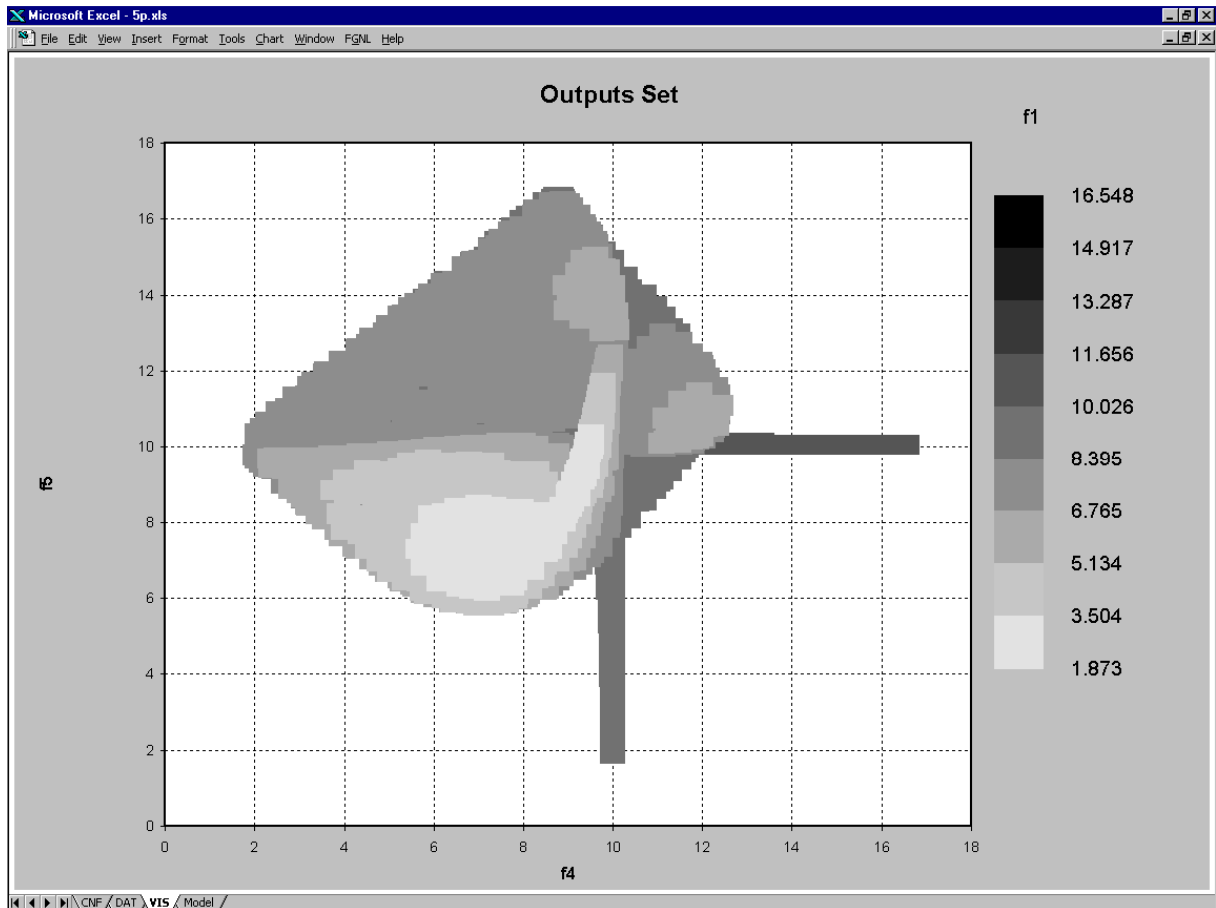 Microsoft Excel - 5p.xls
File Edit View Insert Format Tools Chart Window FGNL Help
Outputs Set
f1
18
16
14
12
10
8
6
4
2
0
f5
0 2 4 6 8 10 12 14 16 18
f4
16.548
14.917
13.287
11.656
10.026
8.395
6.765
5.134
3.504
1.873
CNF DAT VIS Model